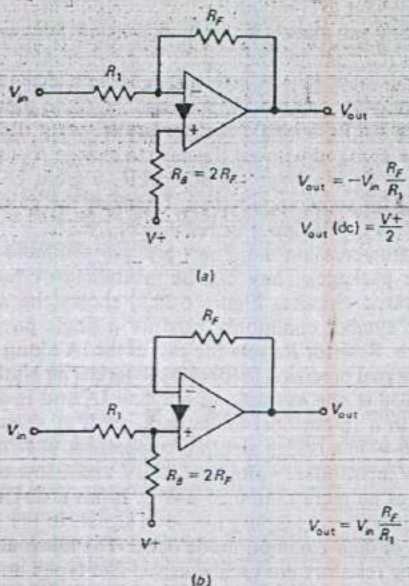 R_F
R_1
V_in
−
+
V_out
R_B = 2R_F
V+
V_out = −V_in R_F/R_1
V_out (dc) = V+/2
(a)
R_F
−
R_1
V_in
+
V_out
R_B = 2R_F
V+
V_out = V_in R_F/R_1
(b)